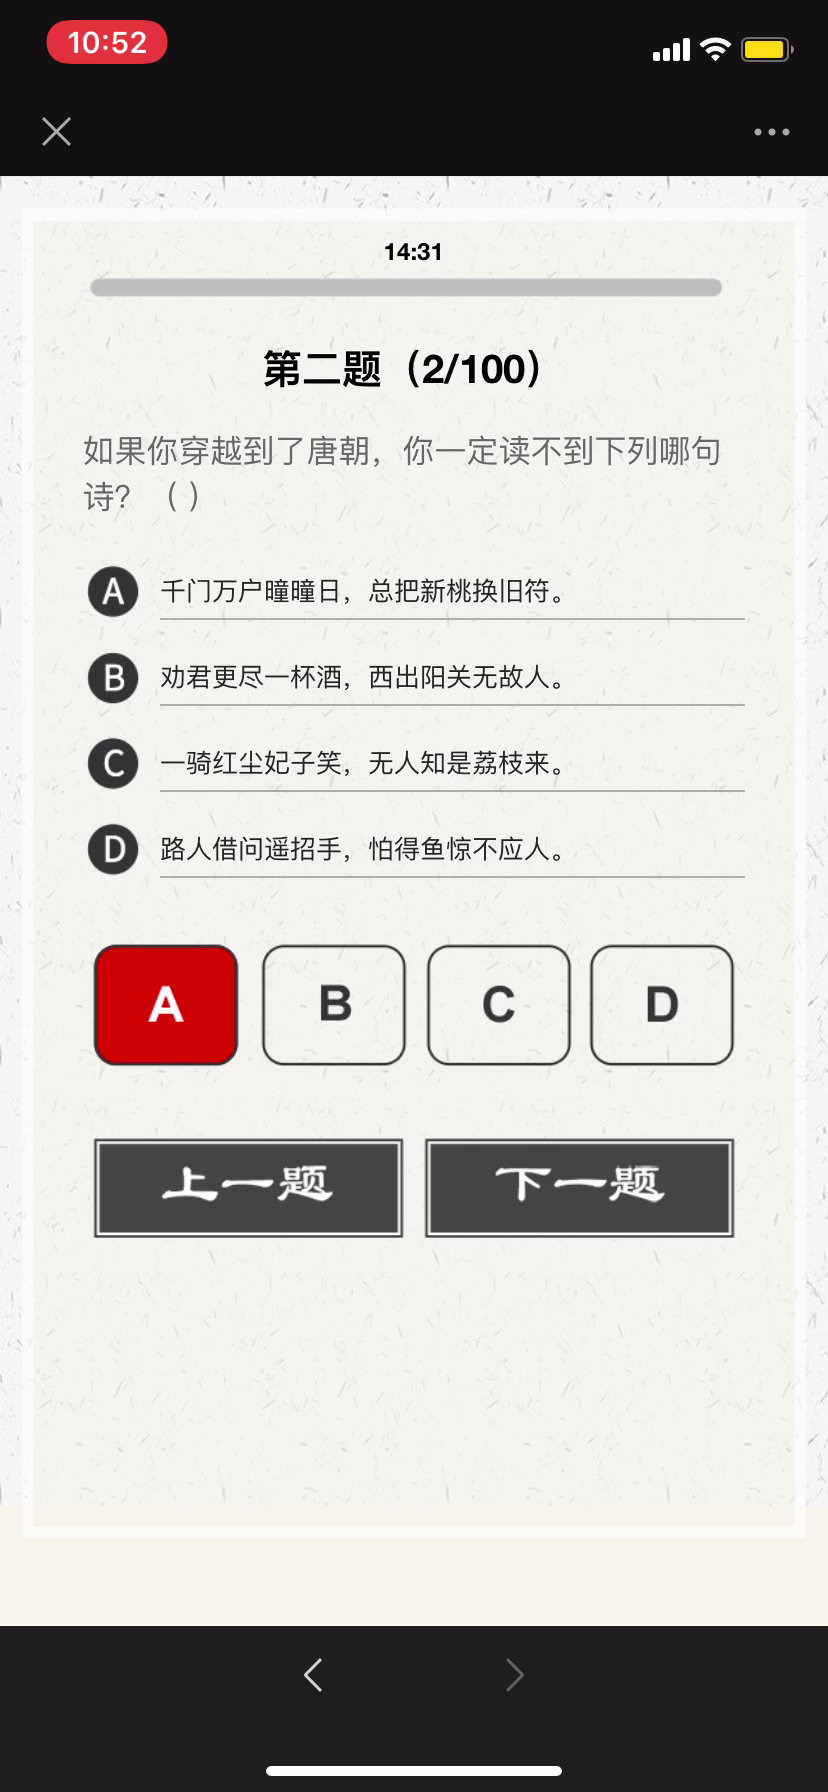 10:52
14:31
第二题（2/100）
如果你穿越到了唐朝，你一定读不到下列哪句
诗？（ ）
A 千门万户曈曈日，总把新桃换旧符。
B 劝君更尽一杯酒，西出阳关无故人。
C 一骑红尘妃子笑，无人知是荔枝来。
D 路人借问遥招手，怕得鱼惊不应人。
A B C D
上一题 下一题